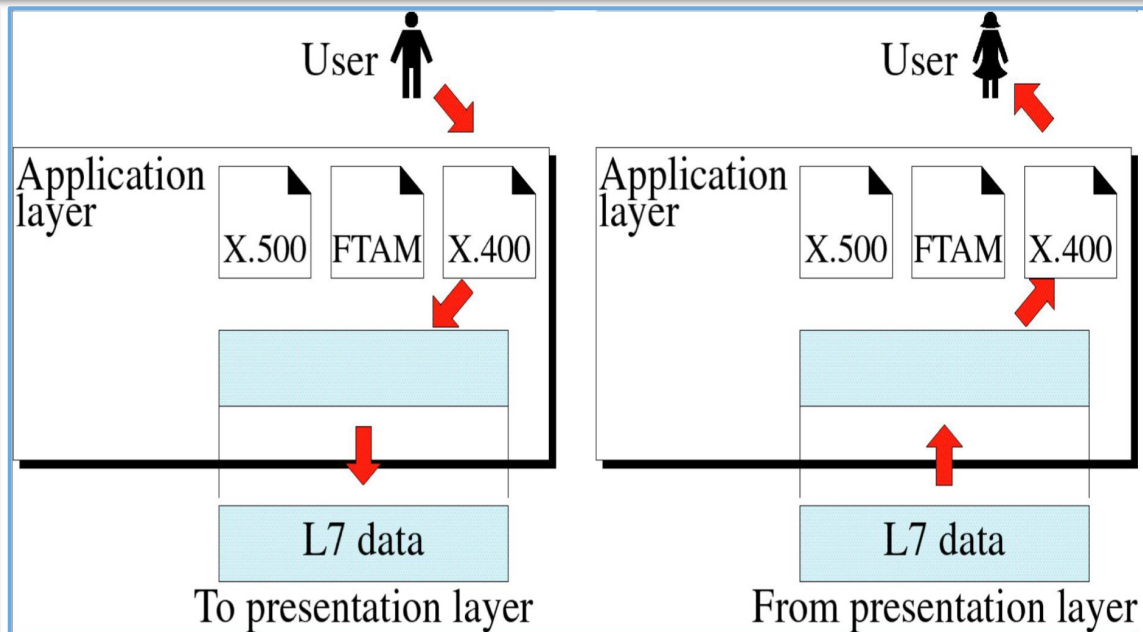 User
Application
layer
X.500 FTAM X.400
L7 data
To presentation layer
User
Application
layer
X.500 FTAM X.400
L7 data
From presentation layer